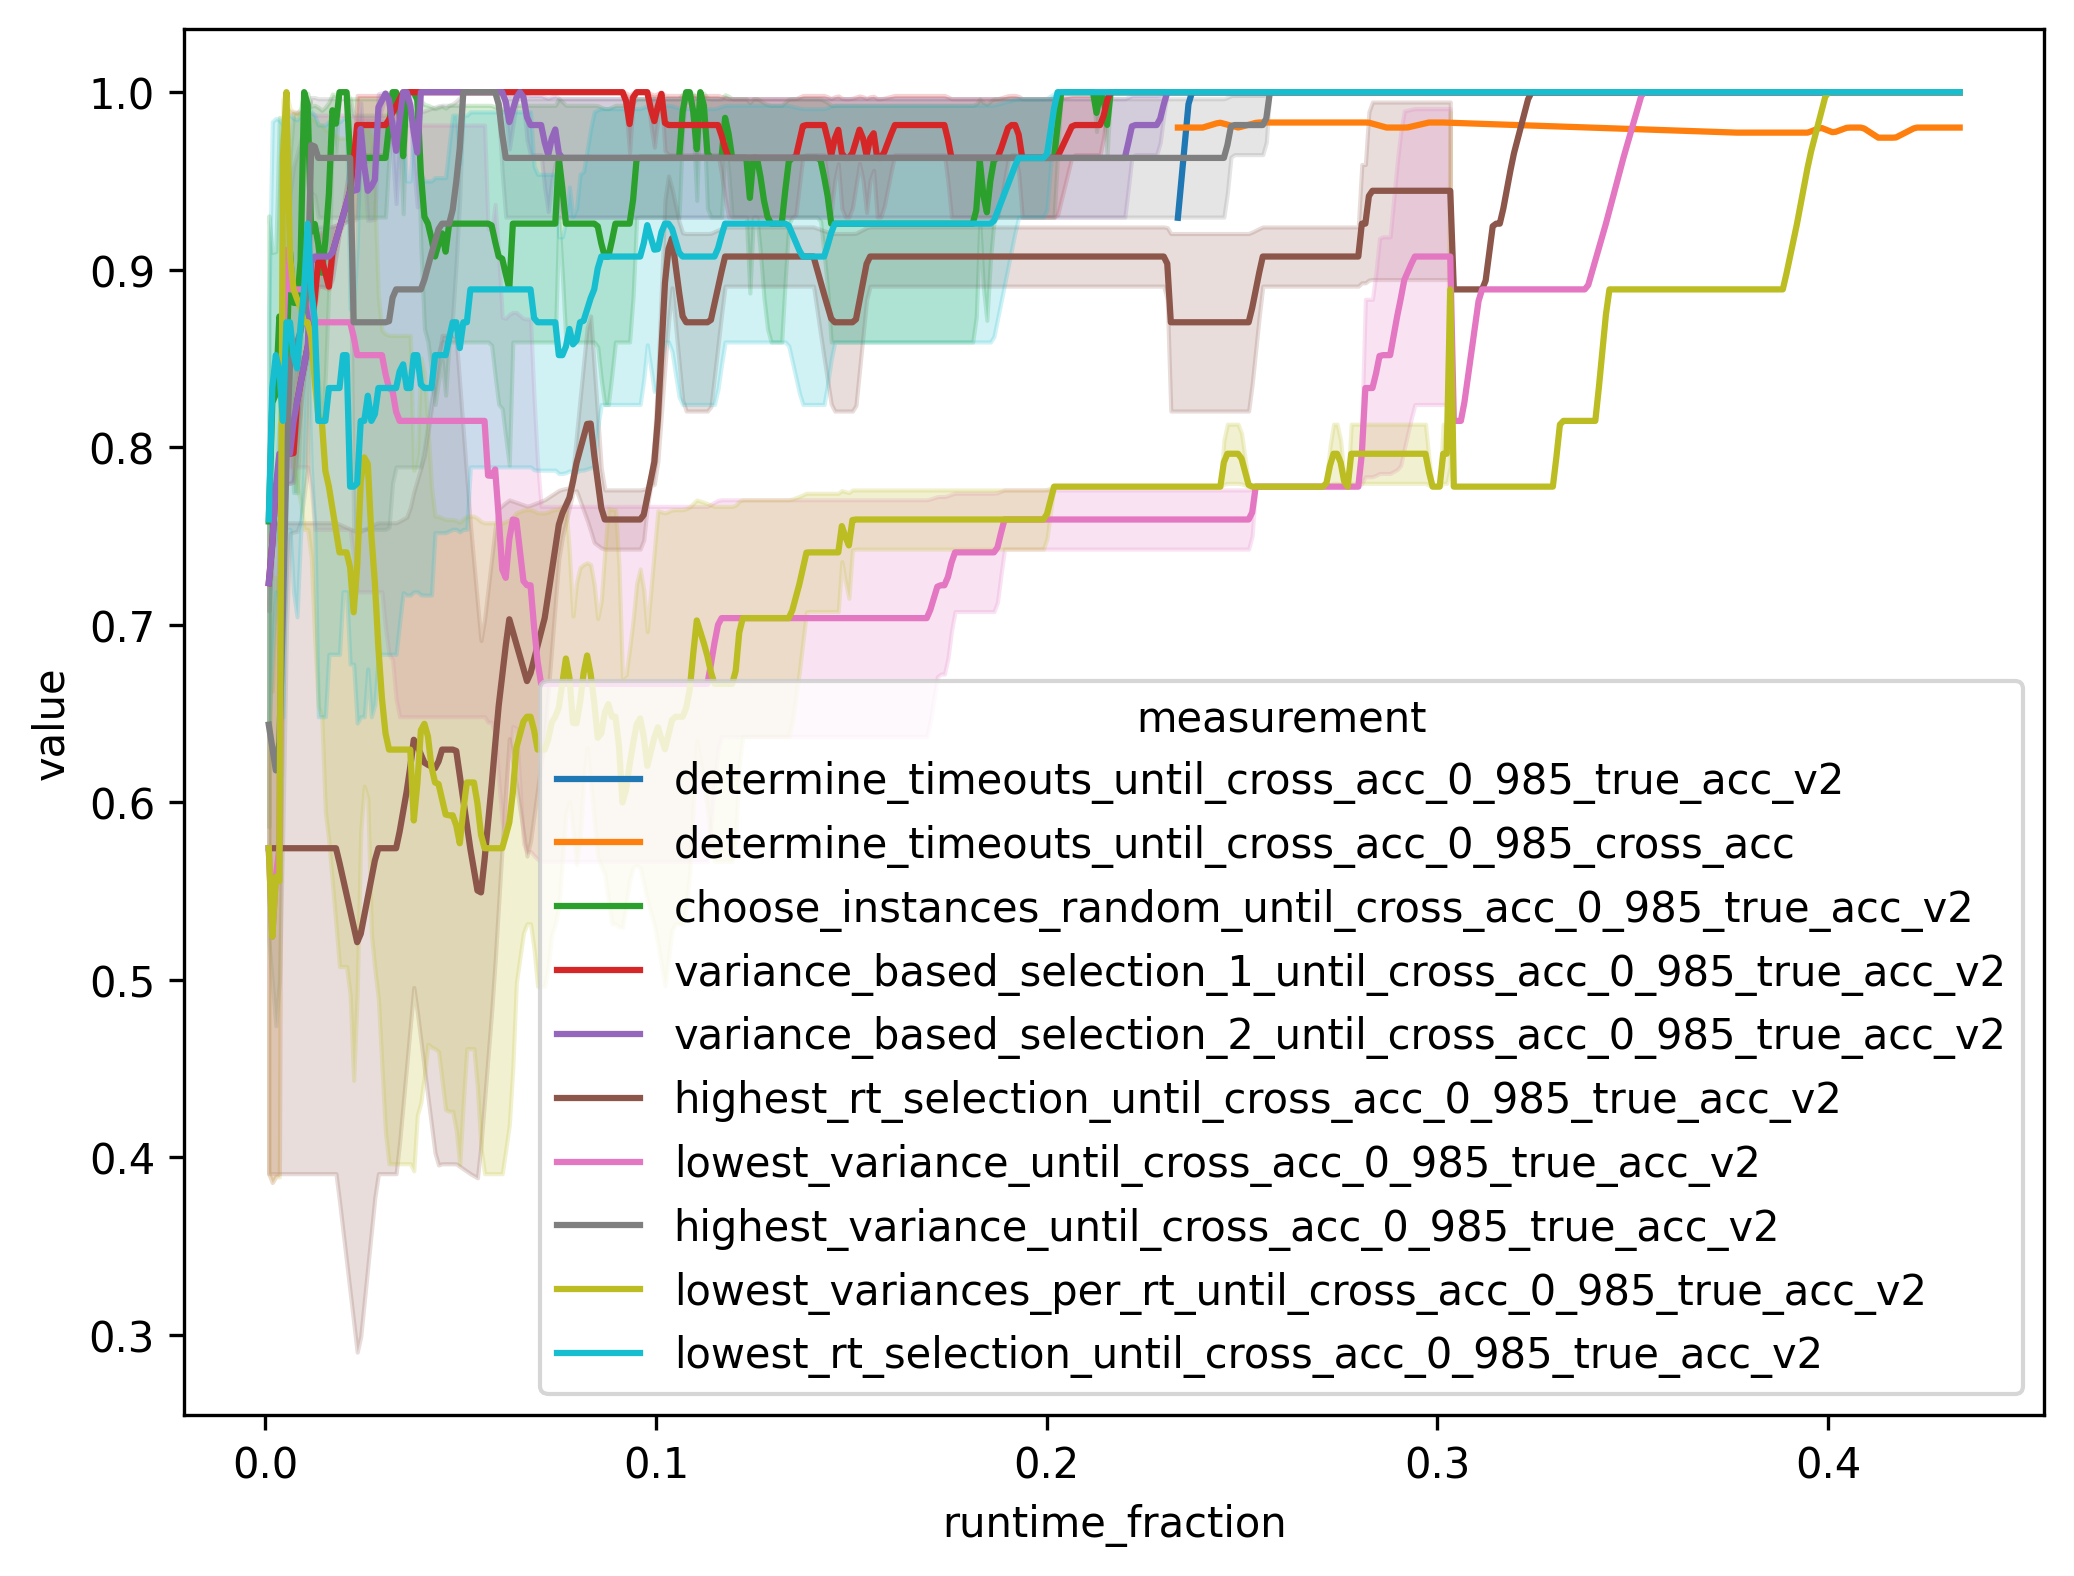 1.0
0.9
0.8
0.7
0.6
0.5
0.4
0.3
value
measurement
determine_timeouts_until_cross_acc_0_985_true_acc_v2
determine_timeouts_until_cross_acc_0_985_cross_acc
choose_instances_random_until_cross_acc_0_985_true_acc_v2
variance_based_selection_1_until_cross_acc_0_985_true_acc_v2
variance_based_selection_2_until_cross_acc_0_985_true_acc_v2
highest_rt_selection_until_cross_acc_0_985_true_acc_v2
lowest_variance_until_cross_acc_0_985_true_acc_v2
highest_variance_until_cross_acc_0_985_true_acc_v2
lowest_variances_per_rt_until_cross_acc_0_985_true_acc_v2
lowest_rt_selection_until_cross_acc_0_985_true_acc_v2
0.0 0.1 0.2 0.3 0.4
runtime_fraction